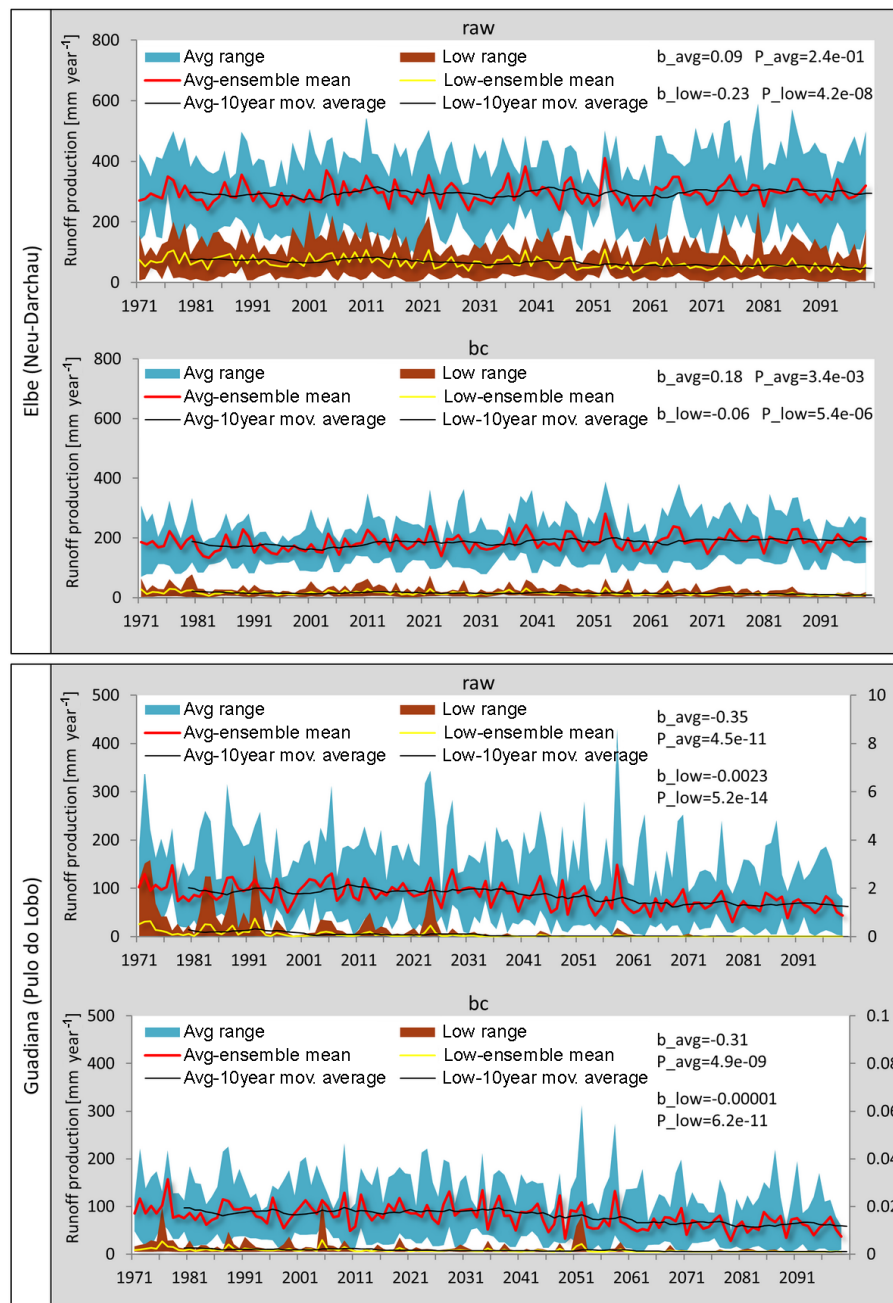 Elbe (Neu-Darchau)
raw
Runoff production [mm year⁻¹]
800
600
400
200
0
Avg range
Low range
Avg-ensemble mean
Low-ensemble mean
Avg-10year mov. average
Low-10year mov. average
b_avg=0.09 P_avg=2.4e-01
b_low=-0.23 P_low=4.2e-08
1971 1981 1991 2001 2011 2021 2031 2041 2051 2061 2071 2081 2091
bc
Runoff production [mm year⁻¹]
800
600
400
200
0
Avg range
Low range
Avg-ensemble mean
Low-ensemble mean
Avg-10year mov. average
Low-10year mov. average
b_avg=0.18 P_avg=3.4e-03
b_low=-0.06 P_low=5.4e-06
1971 1981 1991 2001 2011 2021 2031 2041 2051 2061 2071 2081 2091
Guadiana (Pulo do Lobo)
raw
Runoff production [mm year⁻¹]
500
400
300
200
100
0
Avg range
Low range
Avg-ensemble mean
Low-ensemble mean
Avg-10year mov. average
Low-10year mov. average
b_avg=-0.35
P_avg=4.5e-11
b_low=-0.0023
P_low=5.2e-14
10
8
6
4
2
0
1971 1981 1991 2001 2011 2021 2031 2041 2051 2061 2071 2081 2091
bc
Runoff production [mm year⁻¹]
500
400
300
200
100
0
Avg range
Low range
Avg-ensemble mean
Low-ensemble mean
Avg-10year mov. average
Low-10year mov. average
b_avg=-0.31
P_avg=4.9e-09
b_low=-0.00001
P_low=6.2e-11
0.1
0.08
0.06
0.04
0.02
0
1971 1981 1991 2001 2011 2021 2031 2041 2051 2061 2071 2081 2091